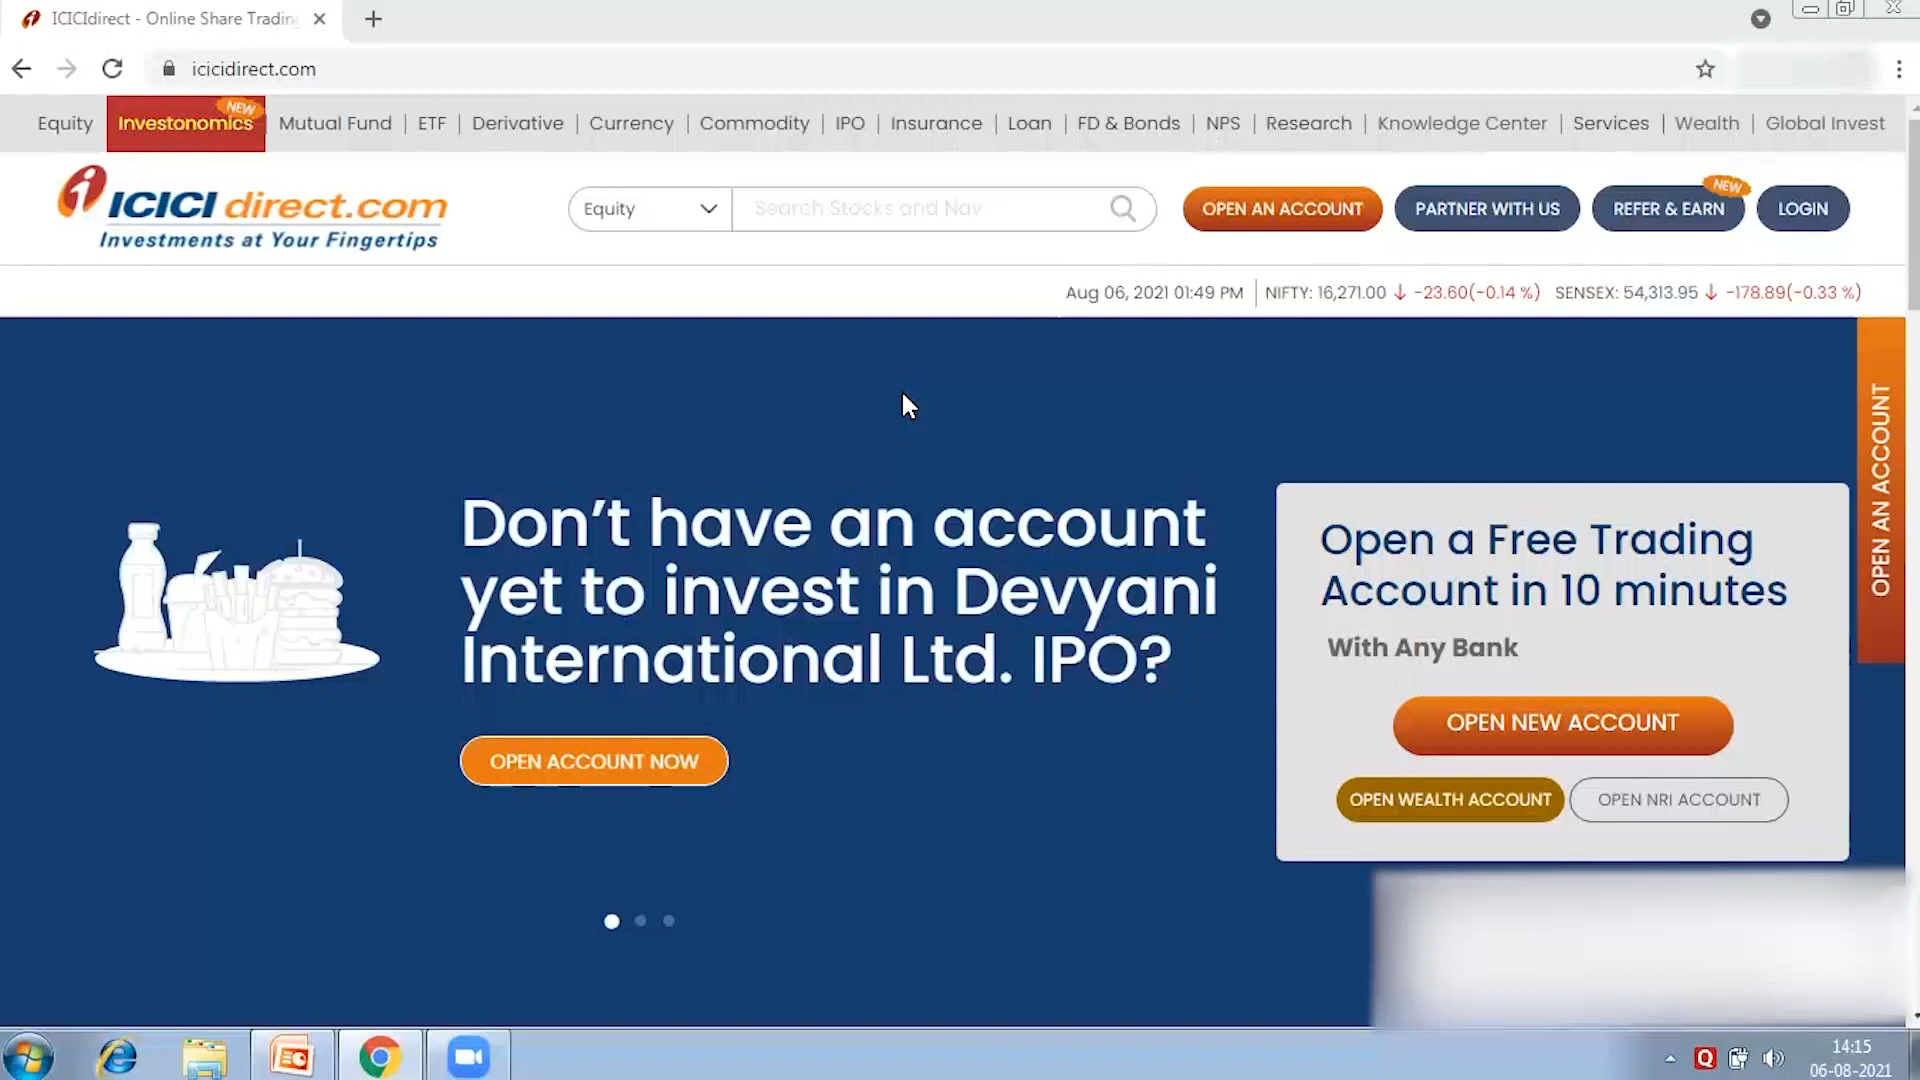 ICICIdirect - Online Share Trading
icicidirect.com
Equity
Investonomics
NEW
Mutual Fund
ETF
Derivative
Currency
Commodity
IPO
Insurance
Loan
FD & Bonds
NPS
Research
Knowledge Center
Services
Wealth
Global Invest
ICICI direct.com
Investments at Your Fingertips
Equity
Search Stocks and Nav
OPEN AN ACCOUNT
PARTNER WITH US
REFER & EARN
NEW
LOGIN
Aug 06, 2021 01:49 PM
NIFTY: 16,271.00 ↓ -23.60(-0.14 %)
SENSEX: 54,313.95 ↓ -178.89(-0.33 %)
Don't have an account
yet to invest in Devyani
International Ltd. IPO?
OPEN ACCOUNT NOW
Open a Free Trading
Account in 10 minutes
With Any Bank
OPEN NEW ACCOUNT
OPEN WEALTH ACCOUNT
OPEN NRI ACCOUNT
OPEN AN ACCOUNT
14:15
06-08-2021